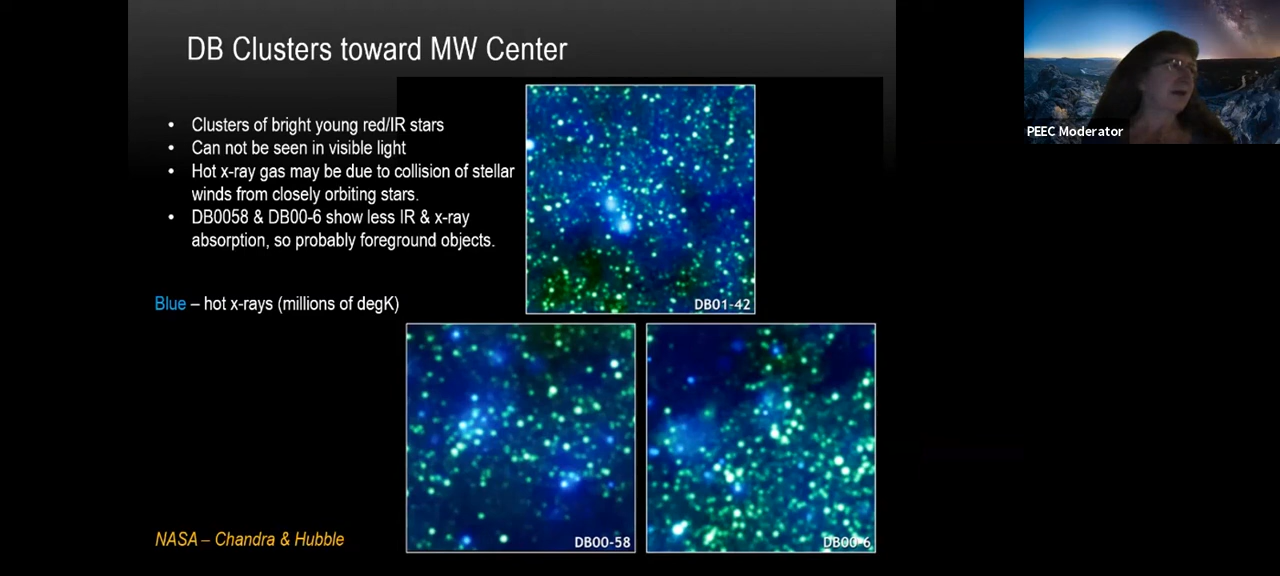 DB Clusters toward MW Center
PEEC Moderator
• Clusters of bright young red/IR stars
• Can not be seen in visible light
• Hot x-ray gas may be due to collision of stellar
winds from closely orbiting stars.
• DB0058 & DB00-6 show less IR & x-ray
absorption, so probably foreground objects.
Blue – hot x-rays (millions of degK)
DB01-42
DB00-58
DB00-6
NASA – Chandra & Hubble